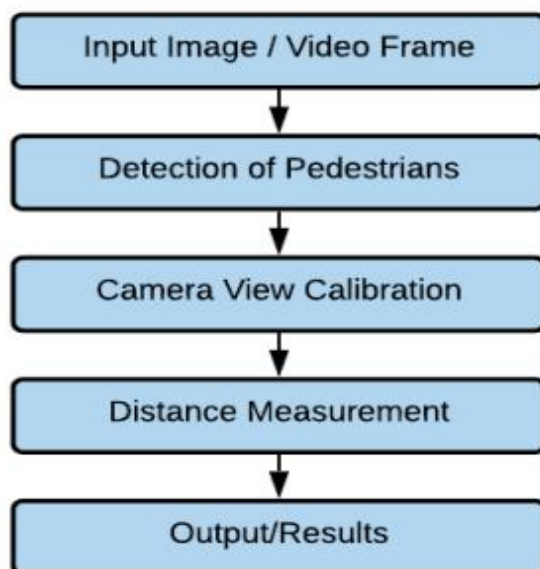 Input Image / Video Frame
Detection of Pedestrians
Camera View Calibration
Distance Measurement
Output/Results